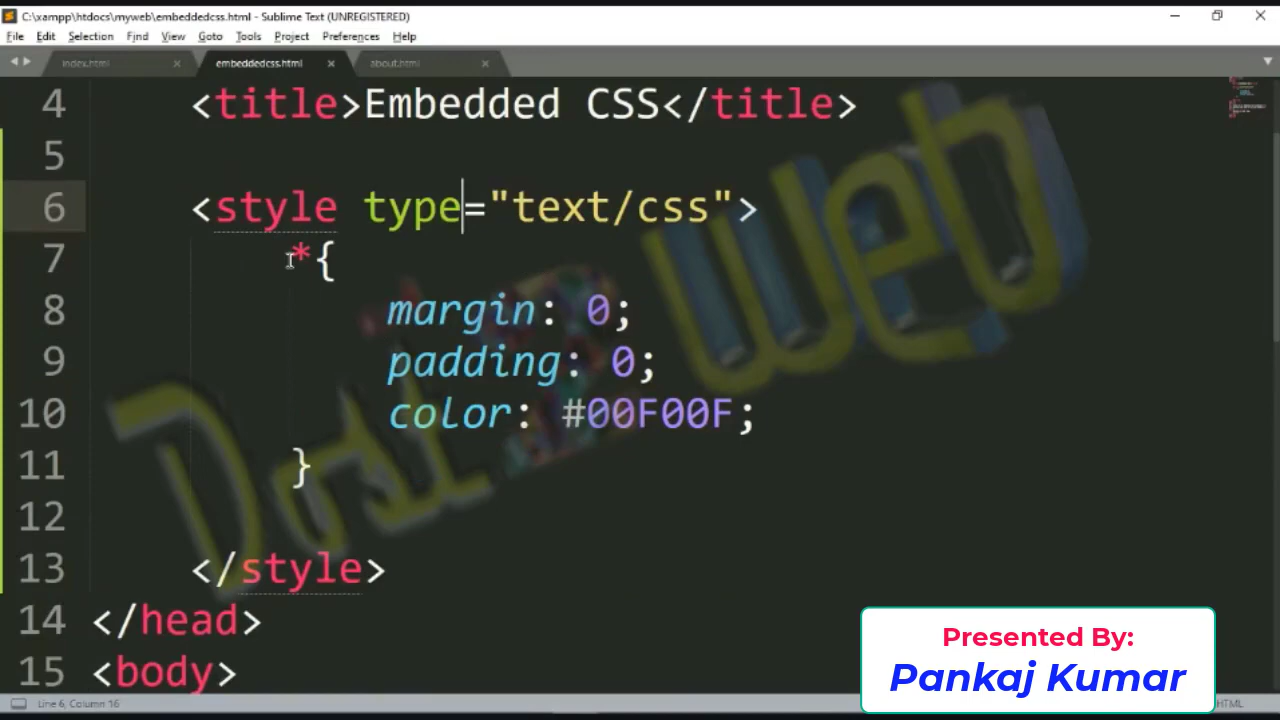 C:\xampp\htdocs\myweb\embeddedcss.html - Sublime Text (UNREGISTERED)
File Edit Selection Find View Goto Tools Project Preferences Help
index.html embeddedcss.html about.html
4 <title>Embedded CSS</title>
5
6 <style type="text/css">
7 *{
8 margin: 0;
9 padding: 0;
10 color: #00F00F;
11 }
12
13 </style>
14 </head>
15 <body>
Dost 2 Web
Presented By:
Pankaj Kumar
Line 6, Column 16 HTML